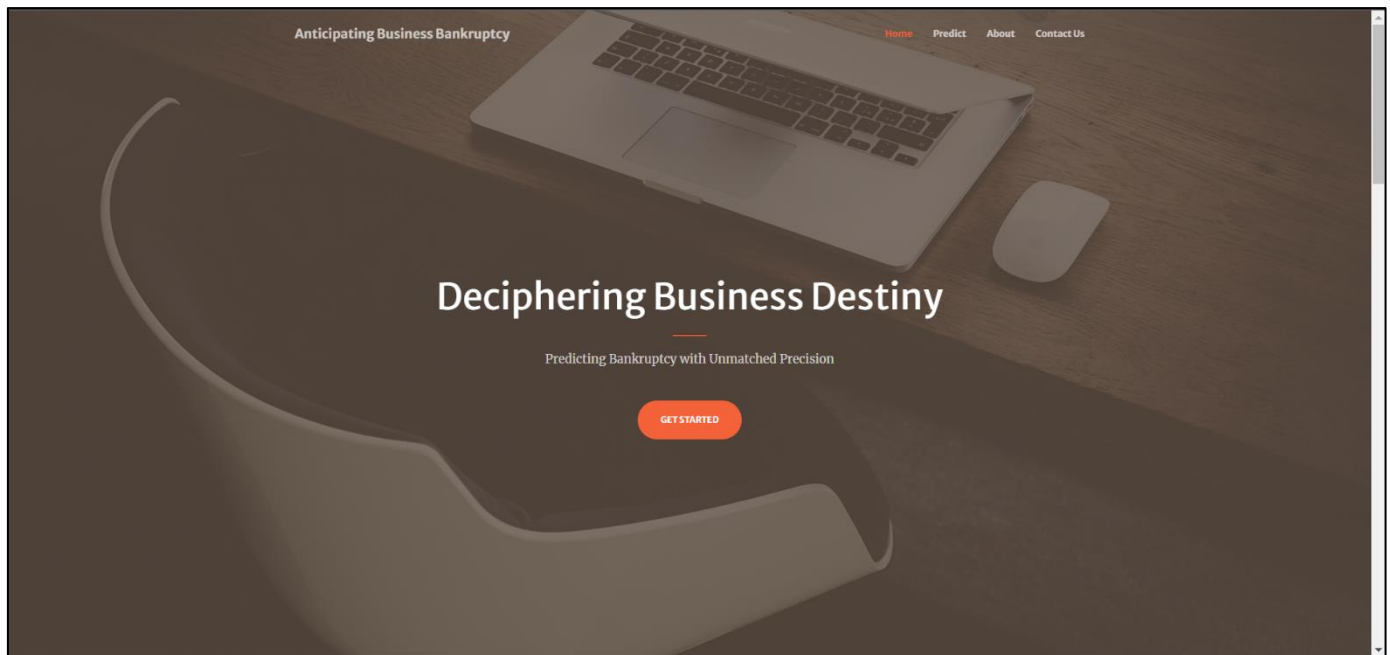 Anticipating Business Bankruptcy
Home Predict About Contact Us
Deciphering Business Destiny
Predicting Bankruptcy with Unmatched Precision
GET STARTED